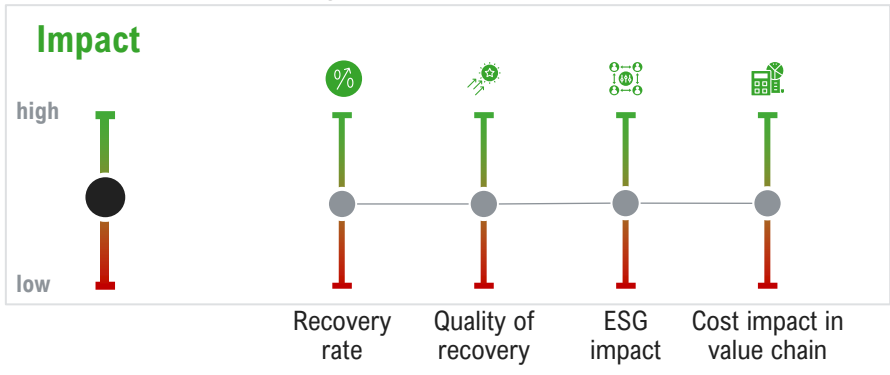 Impact
%
high
low
Recovery
rate
Quality of
recovery
ESG
impact
Cost impact in
value chain